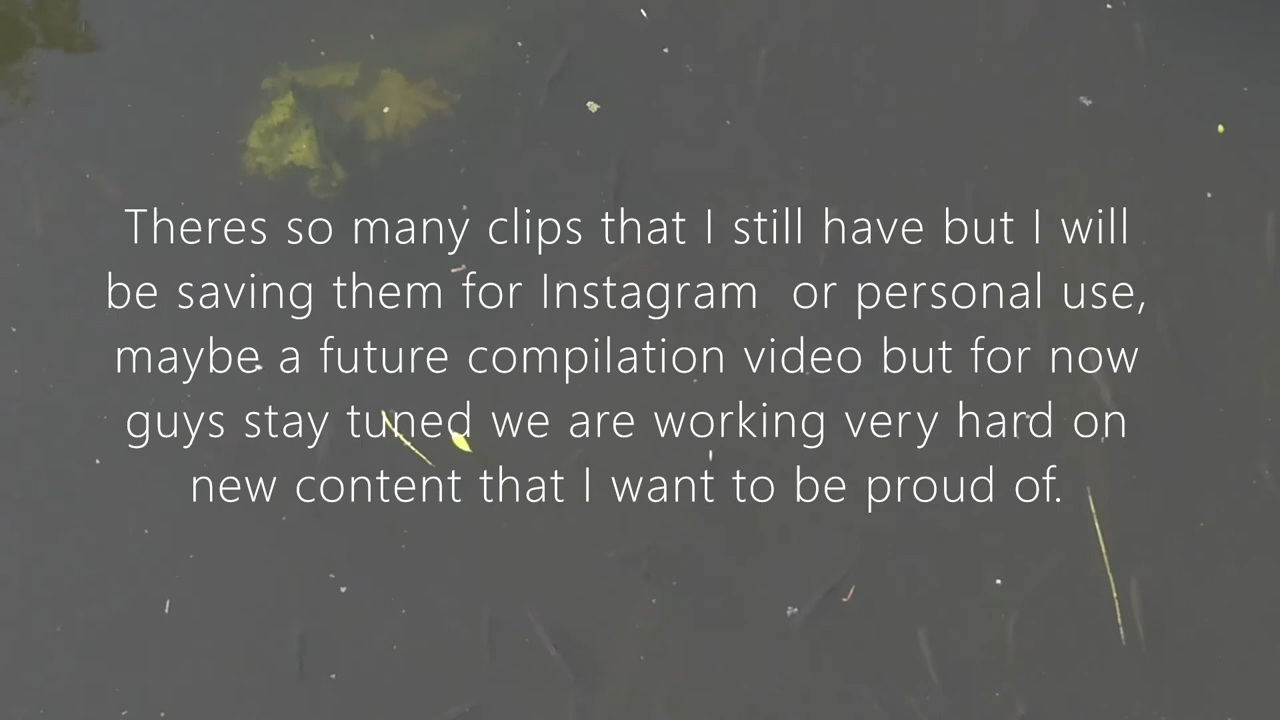 Theres so many clips that I still have but I will
be saving them for Instagram  or personal use,
maybe a future compilation video but for now
guys stay tuned we are working very hard on
new content that I want to be proud of.